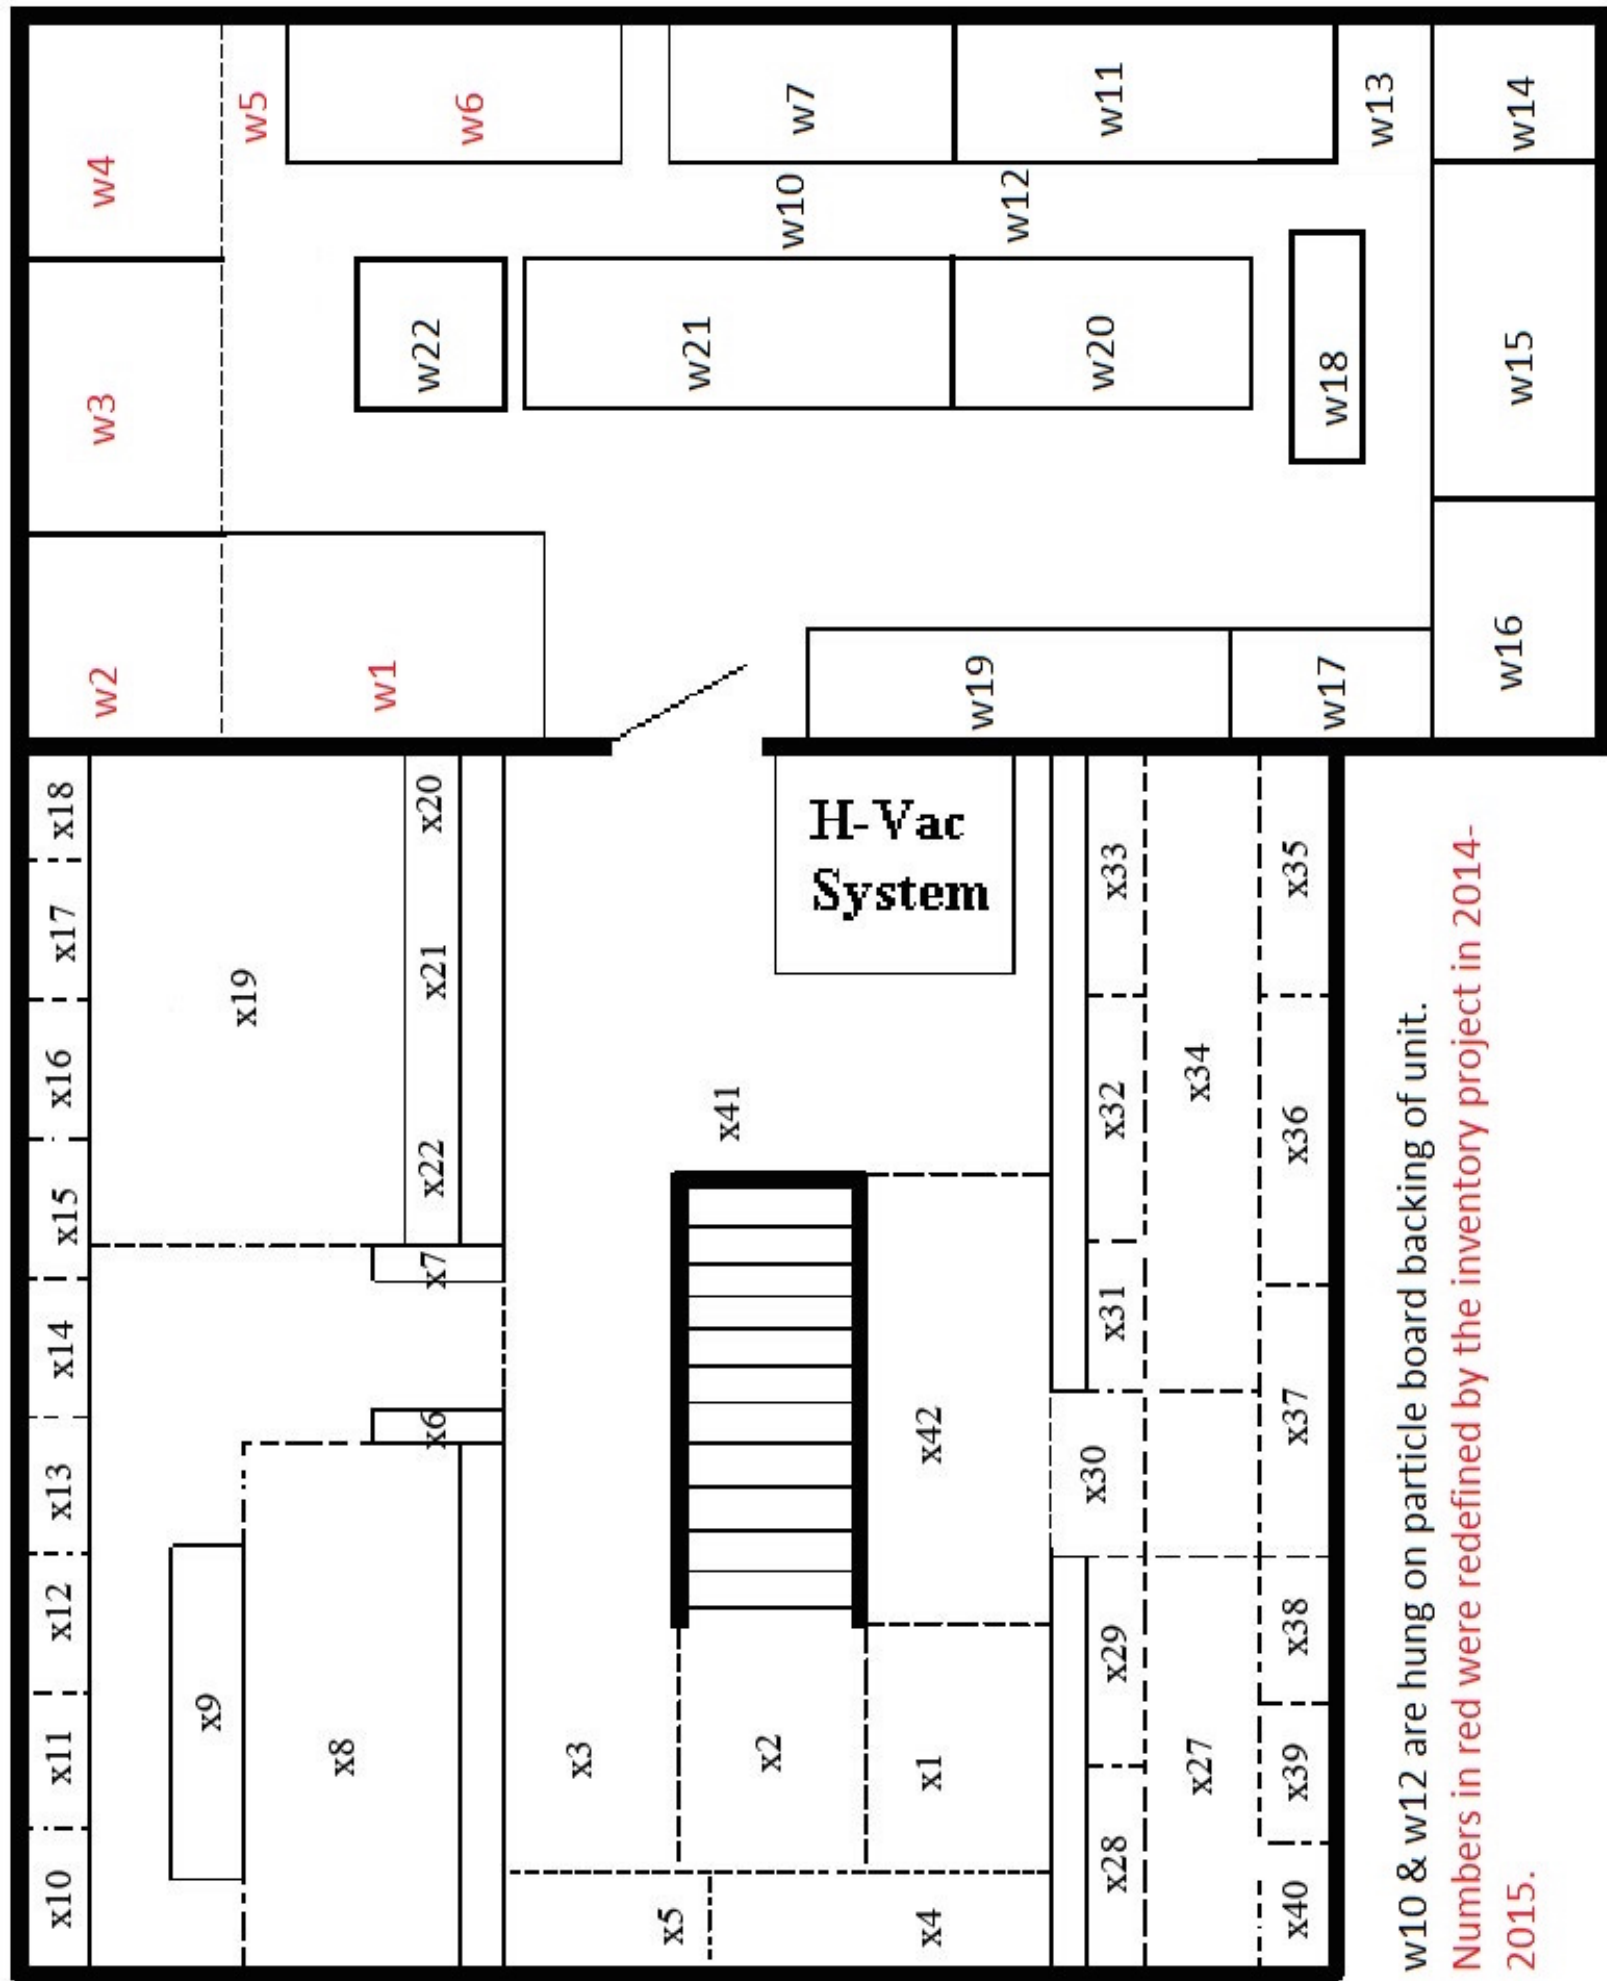 x10
x11
x12
x13
x14
x15
x16
x17
x18
w2
w3
w4
x9
x19
w5
x8
w1
x6
x7
x22
x21
x20
w22
w6
x3
x5
w21
x41
x2
w10
w7
H-Vac
System
x4
x1
x42
w19
w12
x30
w20
w11
x28
x29
x31
x32
x33
x27
x34
x40
x39
x38
x37
x36
x35
w17
w18
w13
w16
w15
w14
w10 & w12 are hung on particle board backing of unit.
Numbers in red were redefined by the inventory project in 2014-
2015.